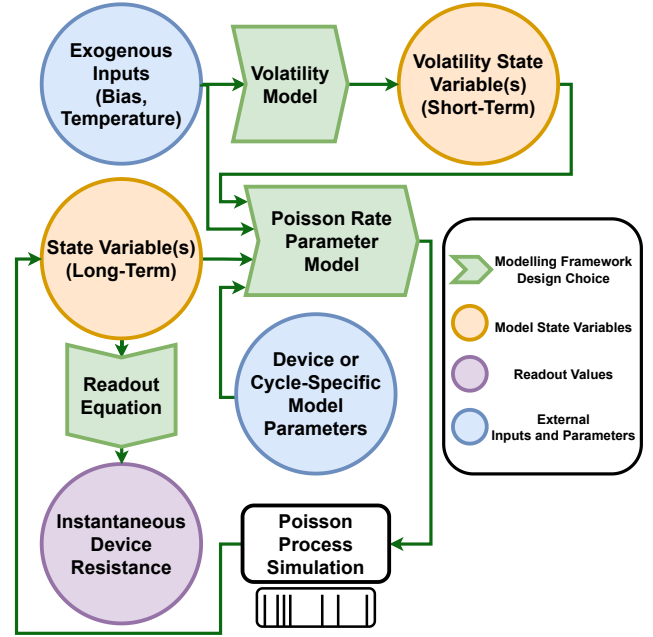 Exogenous
Inputs
(Bias,
Temperature)
Volatility
Model
Volatility State
Variable(s)
(Short-Term)
State Variable(s)
(Long-Term)
Poisson Rate
Parameter
Model
Readout
Equation
Device or
Cycle-Specific
Model
Parameters
Instantaneous
Device
Resistance
Poisson
Process
Simulation
Modelling Framework
Design Choice
Model State Variables
Readout Values
External
Inputs and Parameters